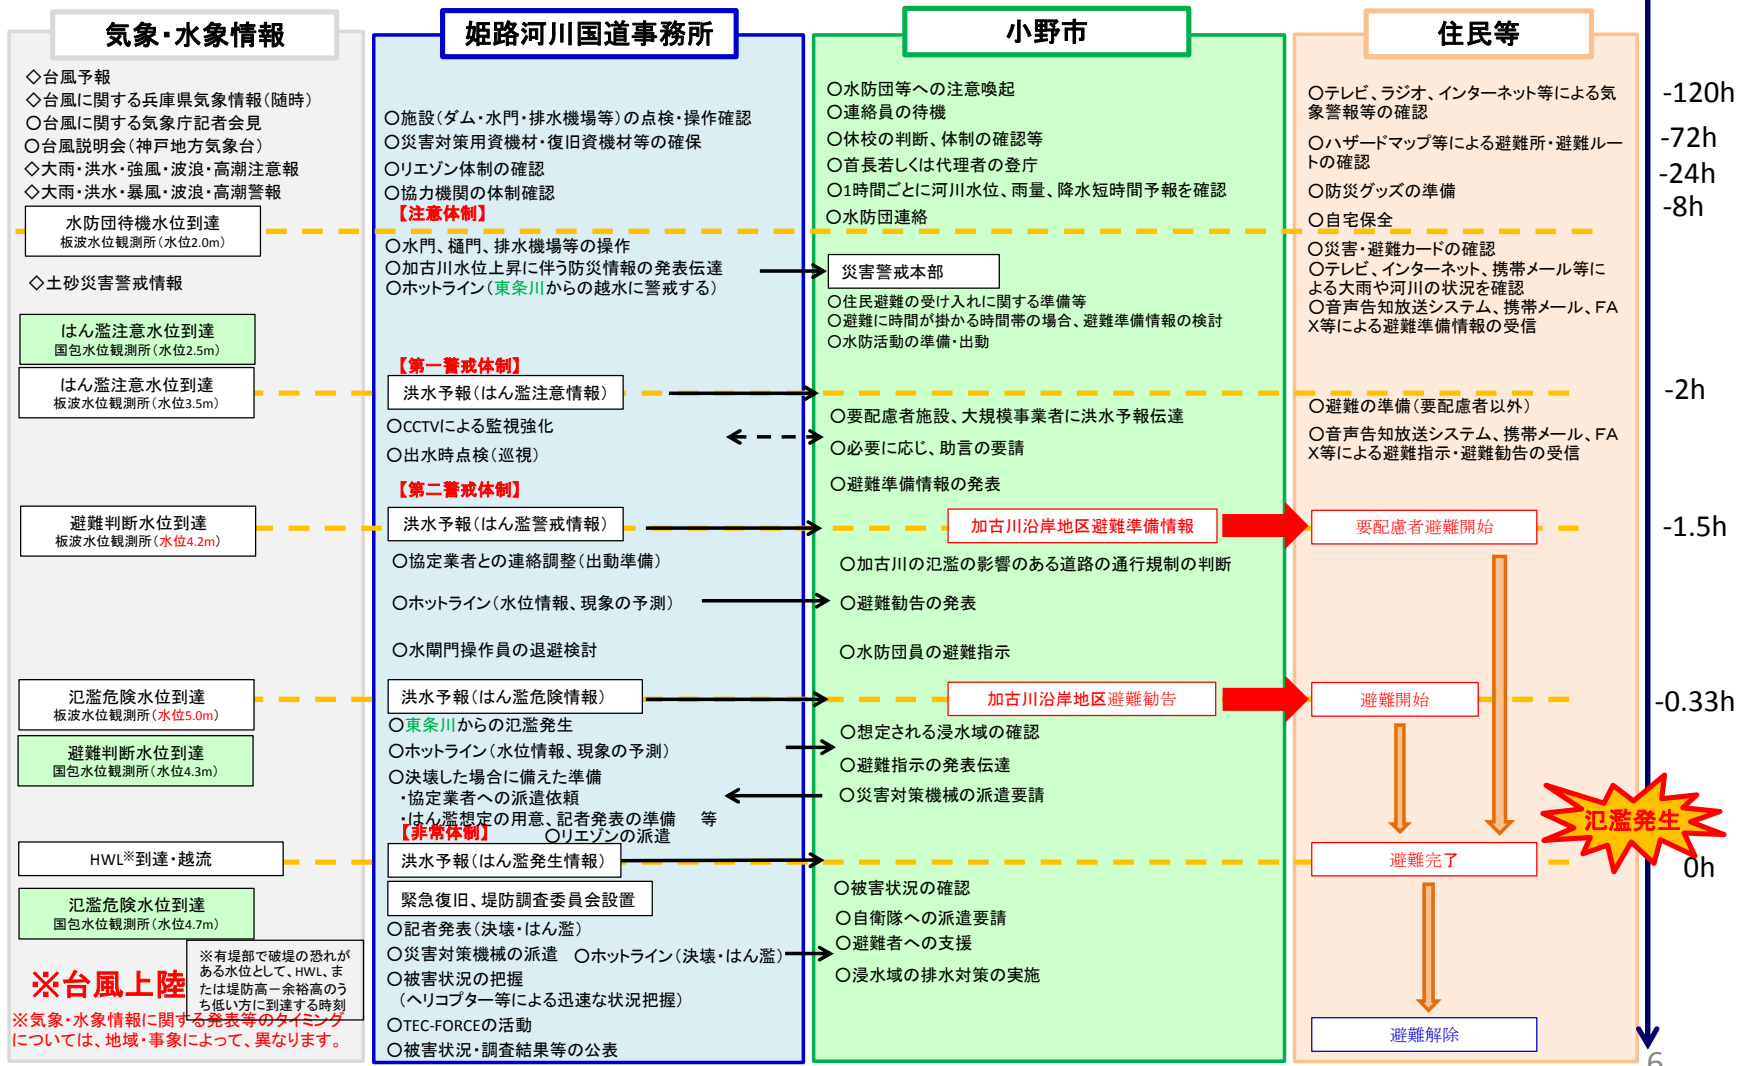 気象・水象情報
◇台風予報
◇台風に関する兵庫県気象情報(随時)
○台風に関する気象庁記者会見
○台風説明会(神戸地方気象台)
◇大雨・洪水・強風・波浪・高潮注意報
◇大雨・洪水・暴風・波浪・高潮警報
水防団待機水位到達
板波水位観測所(水位2.0m)
◇土砂災害警戒情報
はん濫注意水位到達
国包水位観測所(水位2.5m)
はん濫注意水位到達
板波水位観測所(水位3.5m)
避難判断水位到達
板波水位観測所(水位4.2m)
氾濫危険水位到達
板波水位観測所(水位5.0m)
避難判断水位到達
国包水位観測所(水位4.3m)
HWL※到達・越流
氾濫危険水位到達
国包水位観測所(水位4.7m)
※有堤部で破堤の恐れが
ある水位として、HWL、ま
たは堤防高ー余裕高のう
ち低い方に到達する時刻
※台風上陸
※気象・水象情報に関する発表等のタイミング
については、地域・事象によって、異なります。
姫路河川国道事務所
○施設(ダム・水門・排水機場等)の点検・操作確認
○災害対策用資機材・復旧資機材等の確保
○リエゾン体制の確認
○協力機関の体制確認
【注意体制】
○水門、樋門、排水機場等の操作
○加古川水位上昇に伴う防災情報の発表伝達
○ホットライン(東条川からの越水に警戒する)
【第一警戒体制】
洪水予報(はん濫注意情報)
○CCTVによる監視強化
○出水時点検(巡視)
【第二警戒体制】
洪水予報(はん濫警戒情報)
○協定業者との連絡調整(出動準備)
○ホットライン(水位情報、現象の予測)
○水閘門操作員の退避検討
洪水予報(はん濫危険情報)
○東条川からの氾濫発生
○ホットライン(水位情報、現象の予測)
○決壊した場合に備えた準備
・協定業者への派遣依頼
・はん濫想定の用意、記者発表の準備 等
【非常体制】
○リエゾンの派遣
洪水予報(はん濫発生情報)
緊急復旧、堤防調査委員会設置
○記者発表(決壊・はん濫)
○災害対策機械の派遣 ○ホットライン(決壊・はん濫)
○被害状況の把握
(ヘリコプター等による迅速な状況把握)
○TEC-FORCEの活動
○被害状況・調査結果等の公表
小野市
○水防団等への注意喚起
○連絡員の待機
○休校の判断、体制の確認等
○首長若しくは代理者の登庁
○1時間ごとに河川水位、雨量、降水短時間予報を確認
○水防団連絡
災害警戒本部
○住民避難の受け入れに関する準備等
○避難に時間が掛かる時間帯の場合、避難準備情報の検討
○水防活動の準備・出動
○要配慮者施設、大規模事業者に洪水予報伝達
○必要に応じ、助言の要請
○避難準備情報の発表
加古川沿岸地区避難準備情報
○加古川の氾濫の影響のある道路の通行規制の判断
○避難勧告の発表
○水防団員の避難指示
加古川沿岸地区避難勧告
○想定される浸水域の確認
○避難指示の発表伝達
○災害対策機械の派遣要請
○被害状況の確認
○自衛隊への派遣要請
○避難者への支援
○浸水域の排水対策の実施
住民等
○テレビ、ラジオ、インターネット等による気
象警報等の確認
○ハザードマップ等による避難所・避難ルー
トの確認
○防災グッズの準備
○自宅保全
○災害・避難カードの確認
○テレビ、インターネット、携帯メール等に
よる大雨や河川の状況を確認
○音声告知放送システム、携帯メール、FA
X等による避難準備情報の受信
○避難の準備(要配慮者以外)
○音声告知放送システム、携帯メール、FA
X等による避難指示・避難勧告の受信
要配慮者避難開始
避難開始
避難完了
避難解除
-120h
-72h
-24h
-8h
-2h
-1.5h
-0.33h
氾濫発生
0h
6